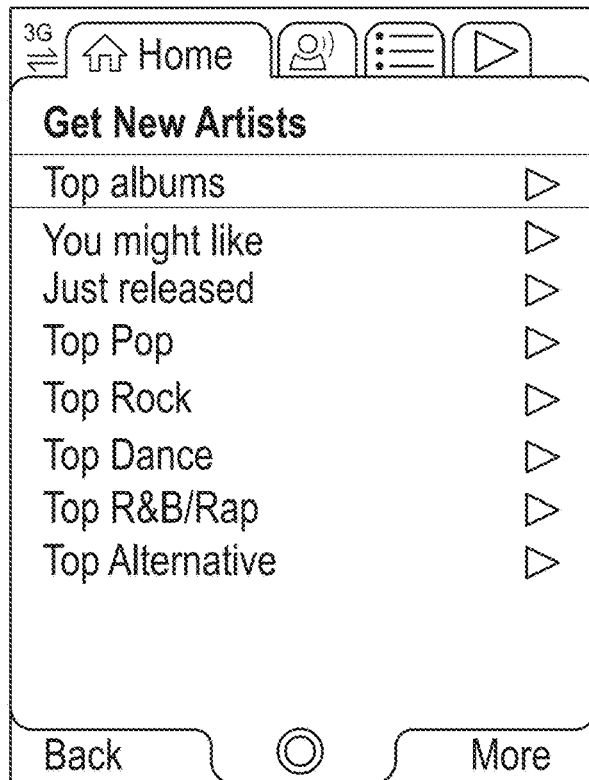 3G
Home
Get New Artists
Top albums
You might like
Just released
Top Pop
Top Rock
Top Dance
Top R&B/Rap
Top Alternative
Back More